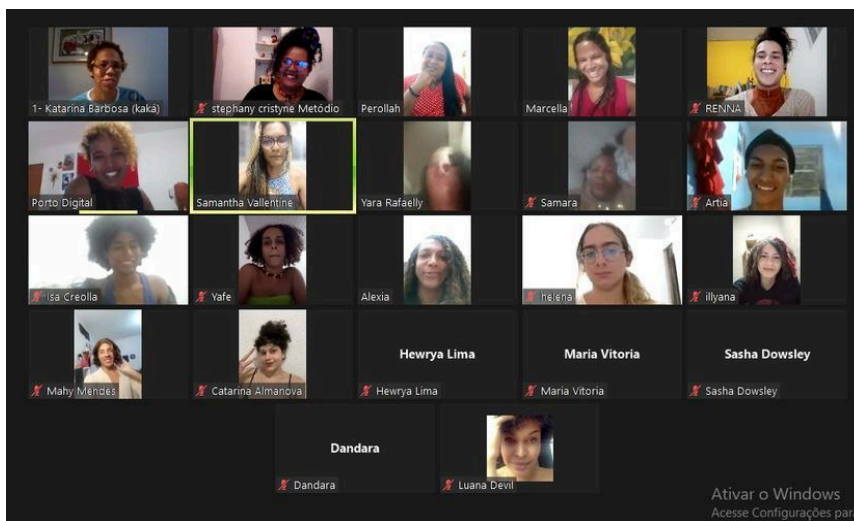 1- Katarina Barbosa (kaká)
stephany cristyne Metódio
Perollah
Marcella
RENNA
Porto Digital
Samantha Vallentine
Yara Rafaelly
Samara
Artia
Isa Creolla
Yafe
Alexia
helena
illyana
Mahy Mendes
Catarina Almanova
Hewrya Lima
Hewrya Lima
Maria Vitoria
Maria Vitoria
Sasha Dowsley
Sasha Dowsley
Dandara
Dandara
Luana Devil
Ativar o Windows
Acesse Configurações par